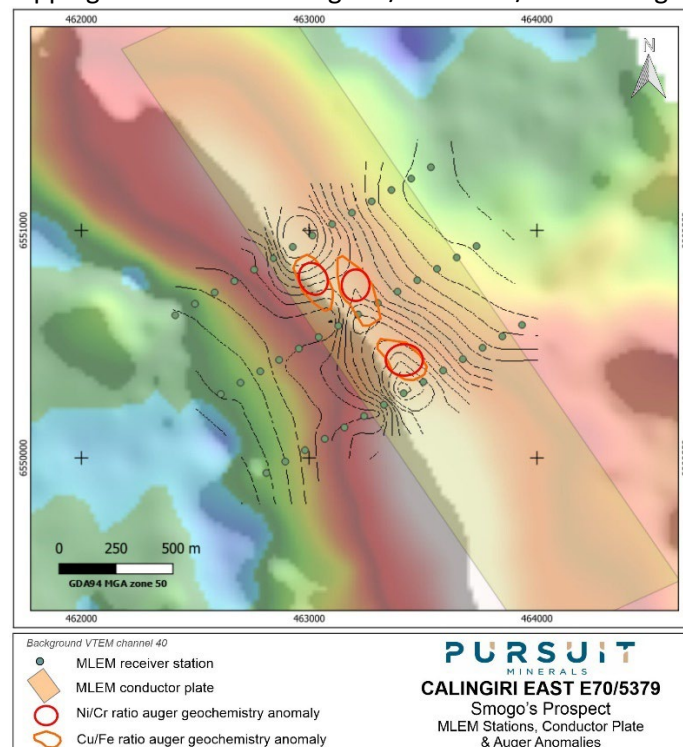 462000 463000 464000
N
6551000
6550000
0 250 500 m
GDA94 MGA zone 50
462000 463000 464000
Background VTEM channel 40
MLEM receiver station
MLEM conductor plate
Ni/Cr ratio auger geochemistry anomaly
Cu/Fe ratio auger geochemistry anomaly
PURSUIT
MINERALS
CALINGIRI EAST E70/5379
Smogo's Prospect
MLEM Stations, Conductor Plate
& Auger Anomalies